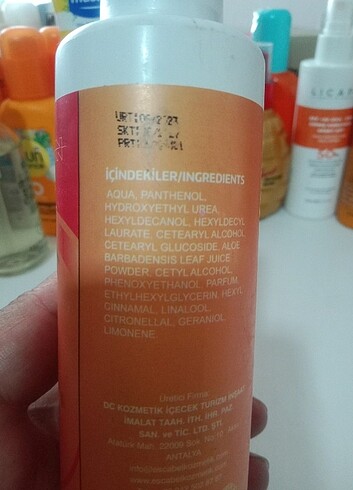 İÇİNDEKİLER/INGREDIENTS
AQUA, PANTHENOL,
HYDROXYETHYL UREA,
HEXYLDECANOL, HEXYLDECYL
LAURATE, CETEARYL ALCOHOL,
CETEARYL GLUCOSIDE, ALOE
BARBADENSIS LEAF JUICE
POWDER, CETYL ALCOHOL,
PHENOXYETHANOL, PARFUM,
ETHYLHEXYLGLYCERIN, HEXYL
CINNAMAL, LINALOOL,
CITRONELLAL, GERANIOL
LIMONENE.
Üretici Firma:
DC KOZMETİK İÇECEK TURİZM İNŞAAT
İMALAT TAAH. İTH. İHR. PAZ.
SAN. ve TİC. LTD. ŞTİ.
ANTALYA